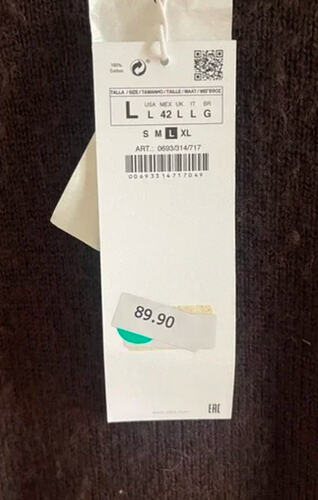 100%
Cotton
TALLA / SIZE / TAMANHO / TAILLE / MAAT / МЕГЕӨОС
L
USA MEX UK IT BR
L 42 L L G
S M L XL
ART.: 0693/314/717
00693314717049
89.90
EAC